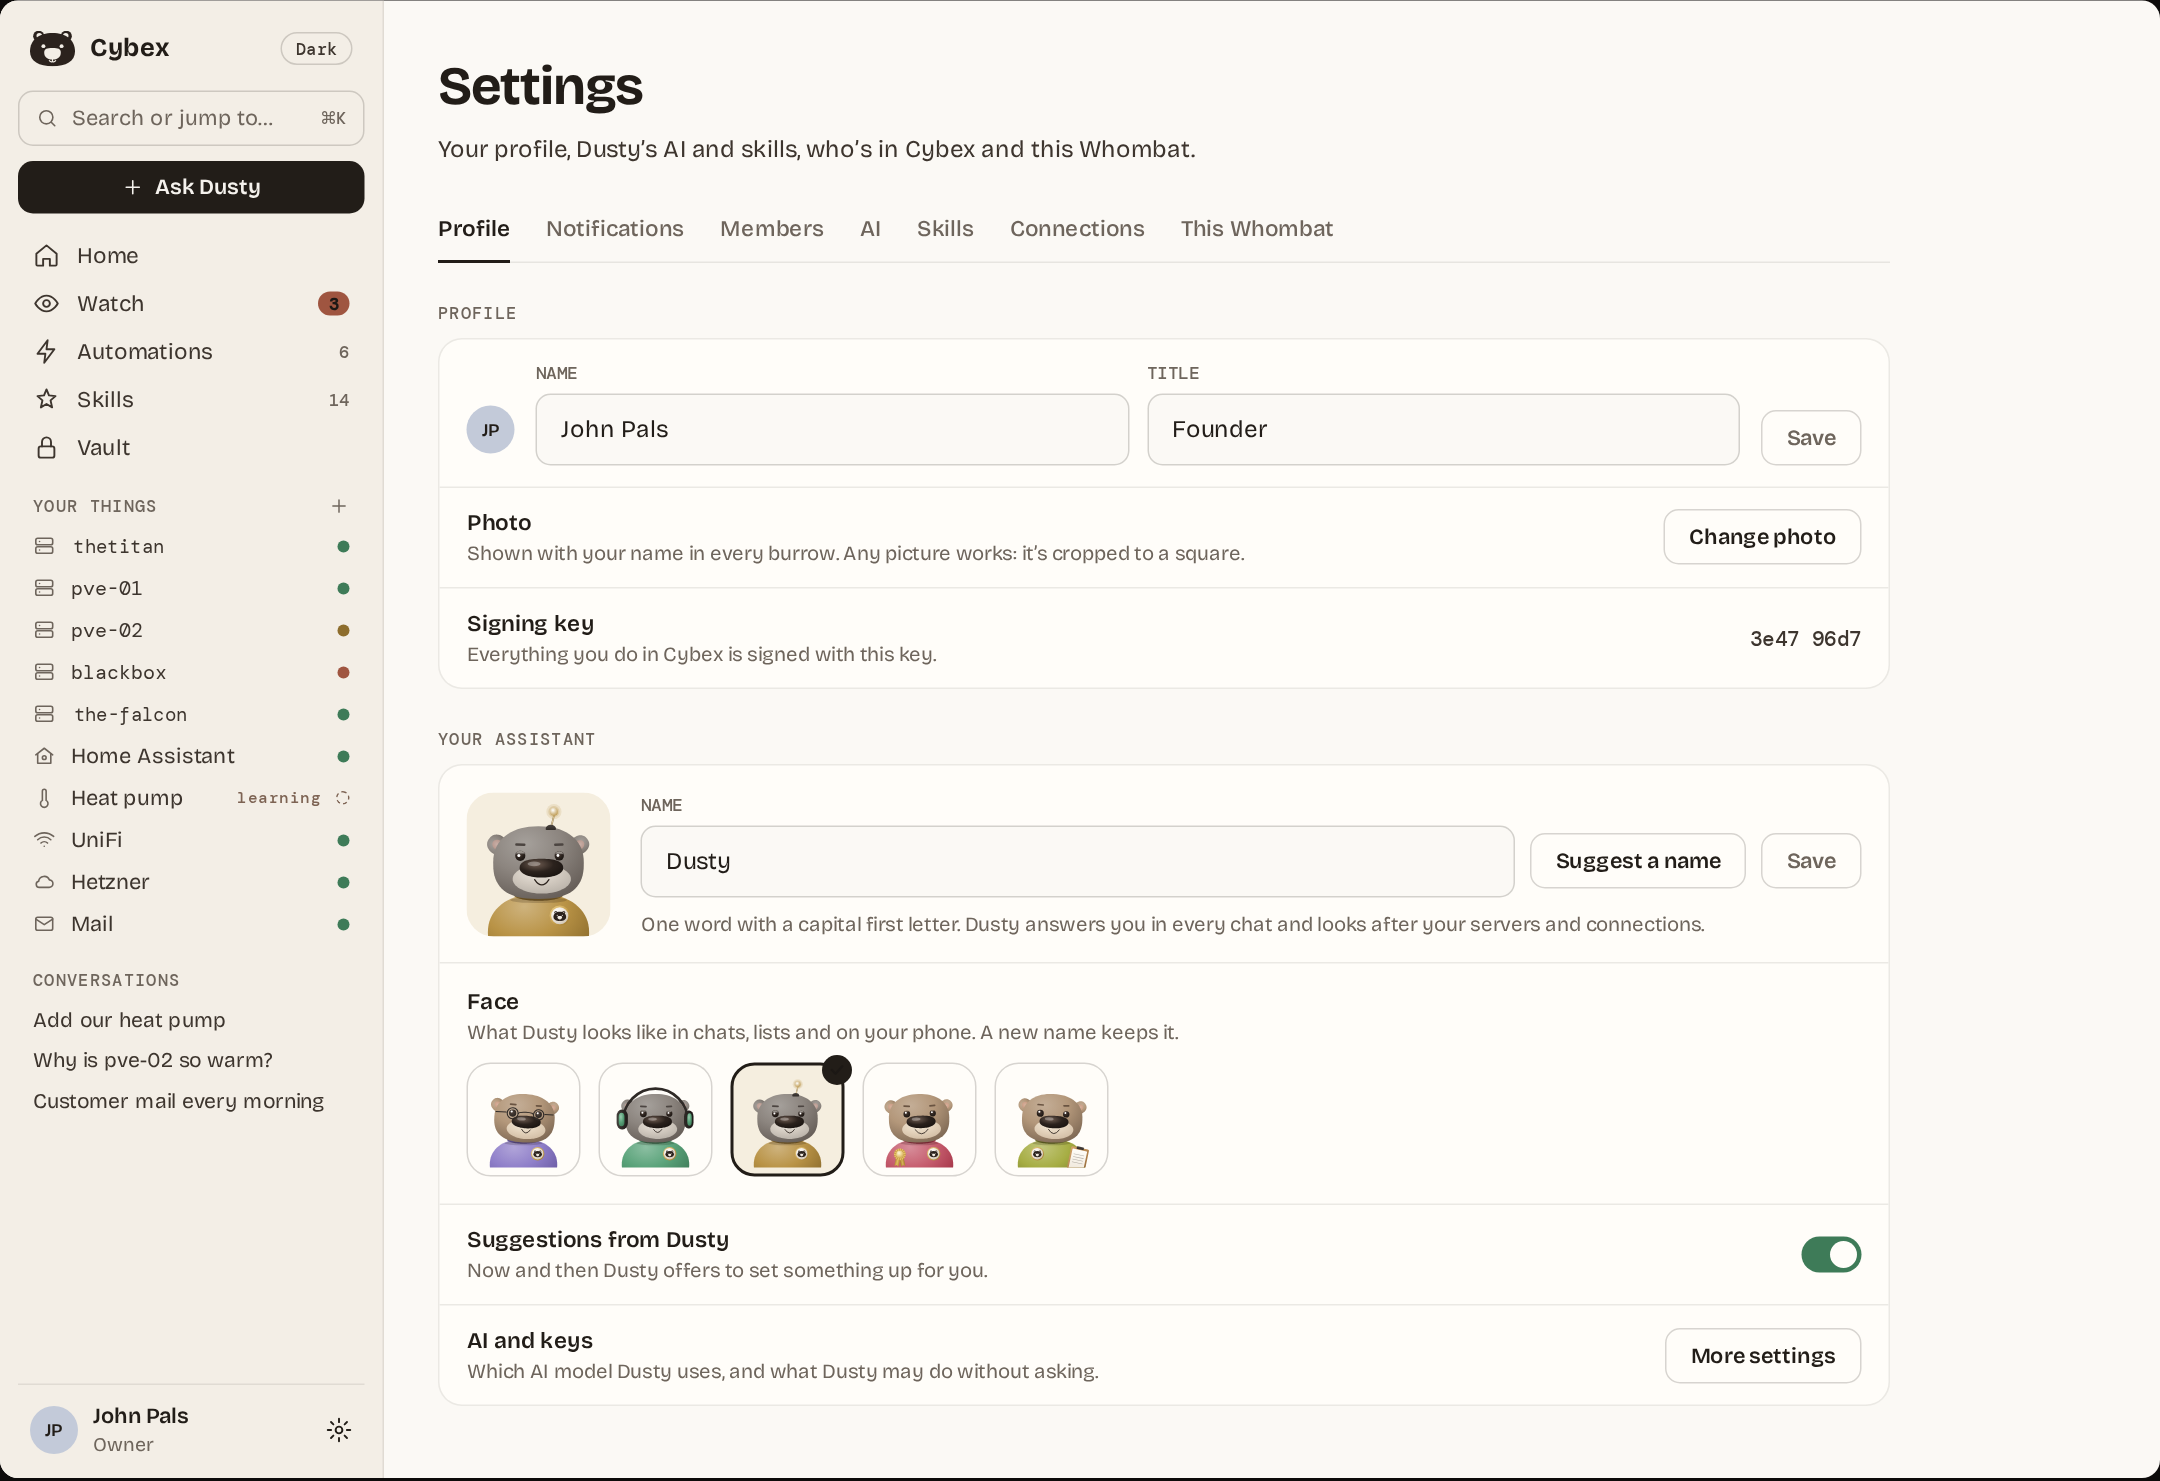 Cybex
Dark
Search or jump to...
⌘K
Ask Dusty
Home
Watch
3
Automations
6
Skills
14
Vault
YOUR THINGS
thetitan
pve-01
pve-02
blackbox
the-falcon
Home Assistant
Heat pump
learning
UniFi
Hetzner
Mail
CONVERSATIONS
Add our heat pump
Why is pve-02 so warm?
Customer mail every morning
JP
John Pals
Owner
Settings
Your profile, Dusty's AI and skills, who's in Cybex and this Whombat.
Profile Notifications Members AI Skills Connections This Whombat
PROFILE
NAME
TITLE
JP
John Pals
Founder
Save
Photo
Shown with your name in every burrow. Any picture works: it's cropped to a square.
Change photo
Signing key
Everything you do in Cybex is signed with this key.
3e47 96d7
YOUR ASSISTANT
NAME
Dusty
Suggest a name
Save
One word with a capital first letter. Dusty answers you in every chat and looks after your servers and connections.
Face
What Dusty looks like in chats, lists and on your phone. A new name keeps it.
Suggestions from Dusty
Now and then Dusty offers to set something up for you.
AI and keys
Which AI model Dusty uses, and what Dusty may do without asking.
More settings